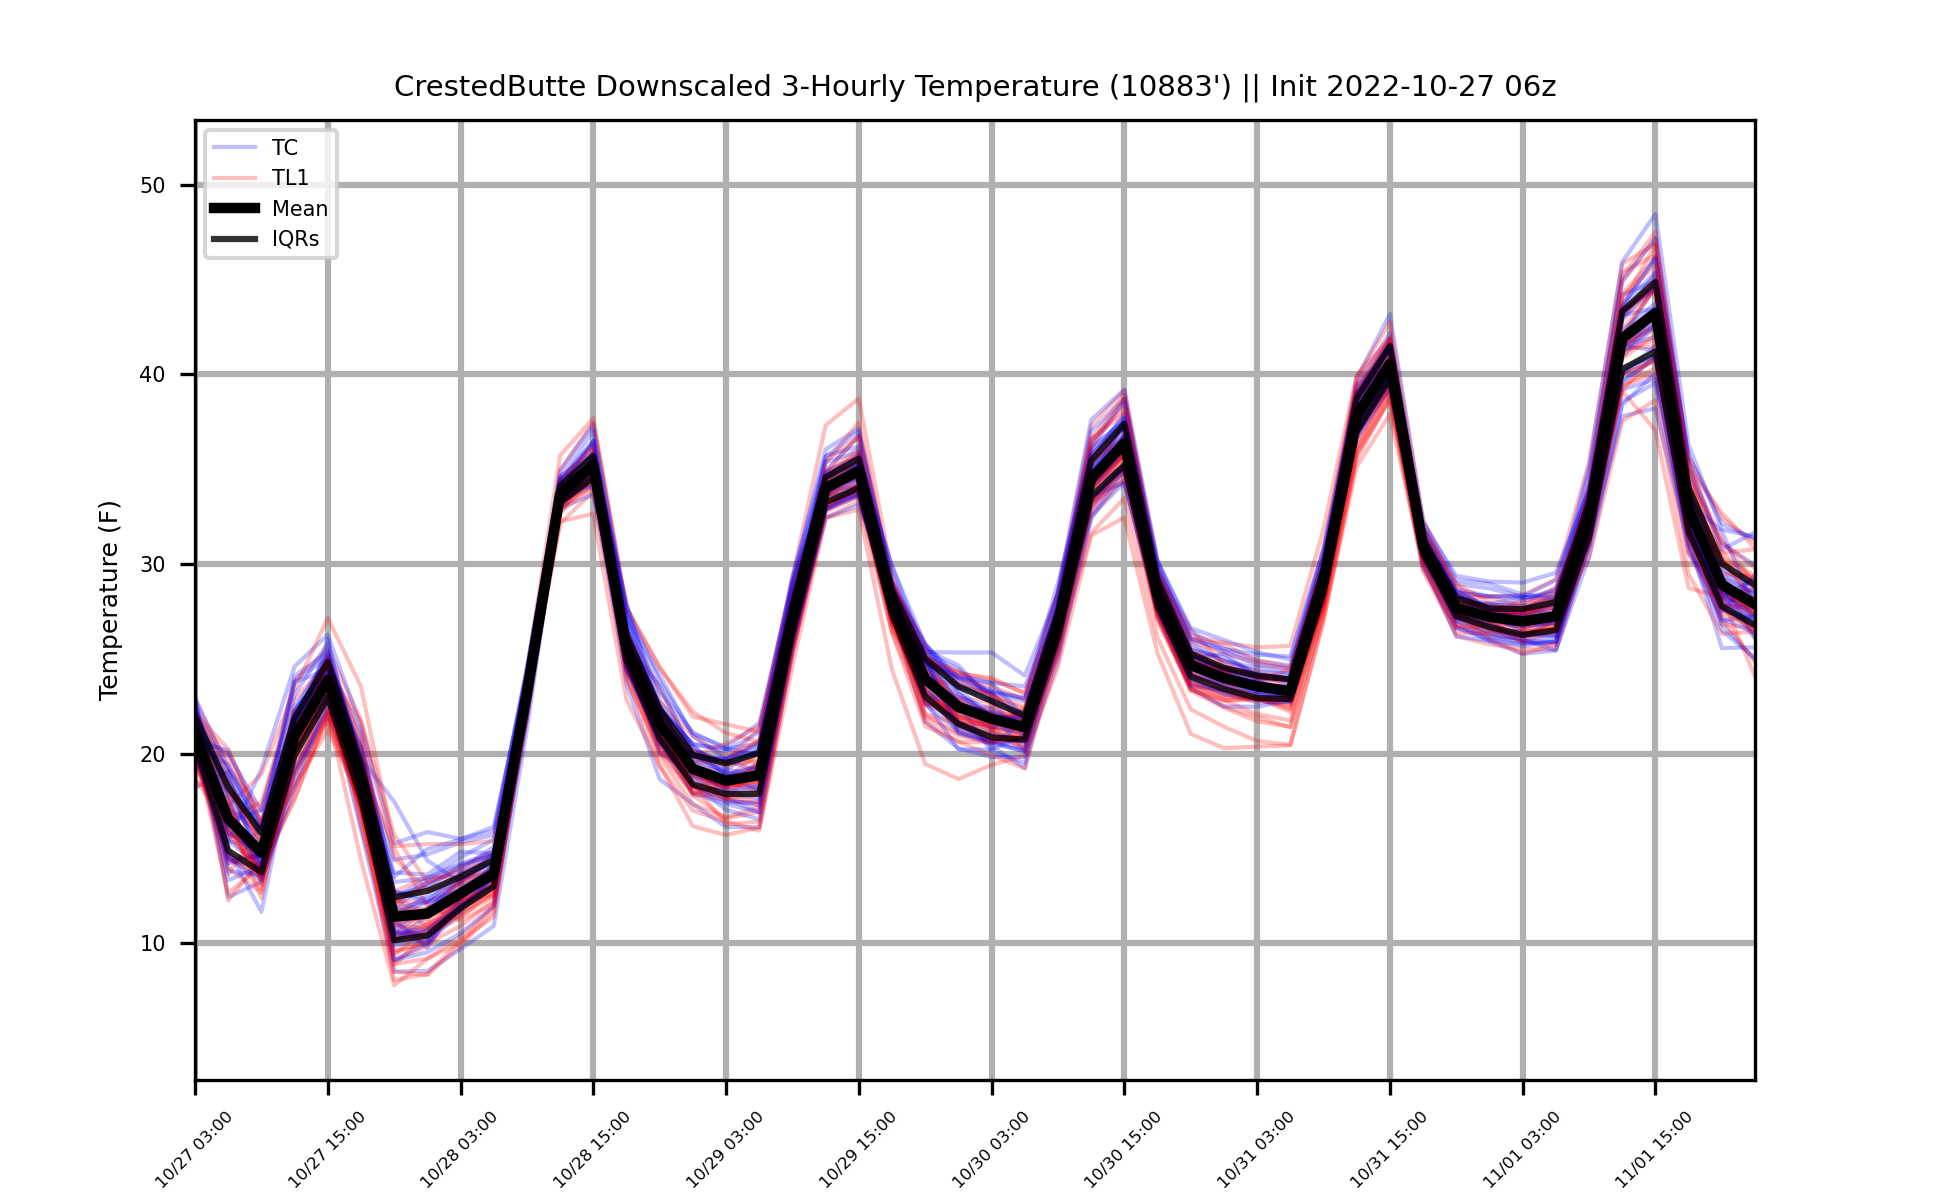 CrestedButte Downscaled 3-Hourly Temperature (10883') || Init 2022-10-27 06z
TC
TL1
Mean
IQRs
Temperature (F)
50
40
30
20
10
10/27 03:00
10/27 15:00
10/28 03:00
10/28 15:00
10/29 03:00
10/29 15:00
10/30 03:00
10/30 15:00
10/31 03:00
10/31 15:00
11/01 03:00
11/01 15:00